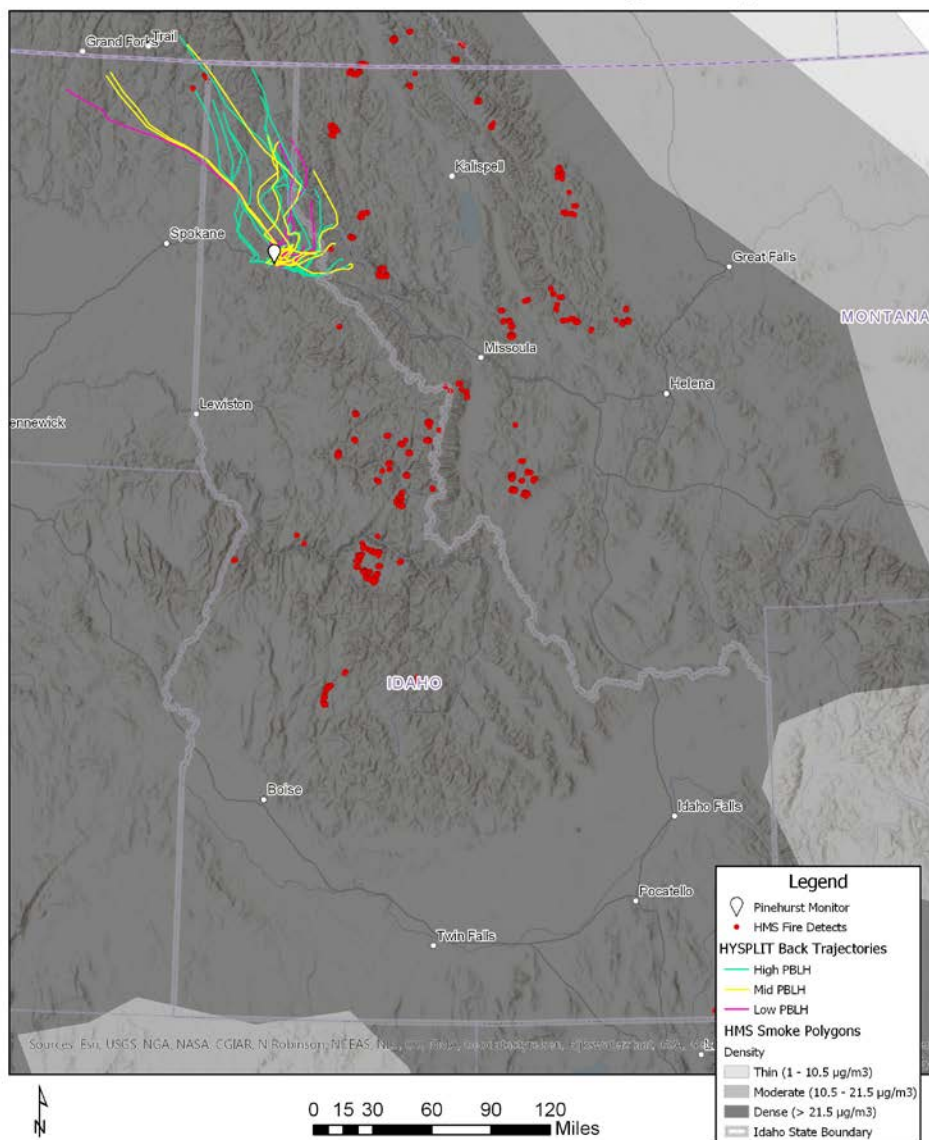 Grand Forks
Trail
Kalispell
Spokane
Great Falls
MONTANA
Missoula
Helena
Lewiston
ennewick
IDAHO
Boise
Idaho Falls
Pocatello
Twin Falls
Sources: Esri, USGS, NGA, NASA, CGIAR, N Robinson, NCEAS,
L
Legend
Pinehurst Monitor
HMS Fire Detects
HYSPLIT Back Trajectories
High PBLH
Mid PBLH
Low PBLH
HMS Smoke Polygons
Density
Thin (1 - 10.5 µg/m3)
Moderate (10.5 - 21.5 µg/m3)
Dense (> 21.5 µg/m3)
Idaho State Boundary
N
0 15 30 60 90 120
Miles